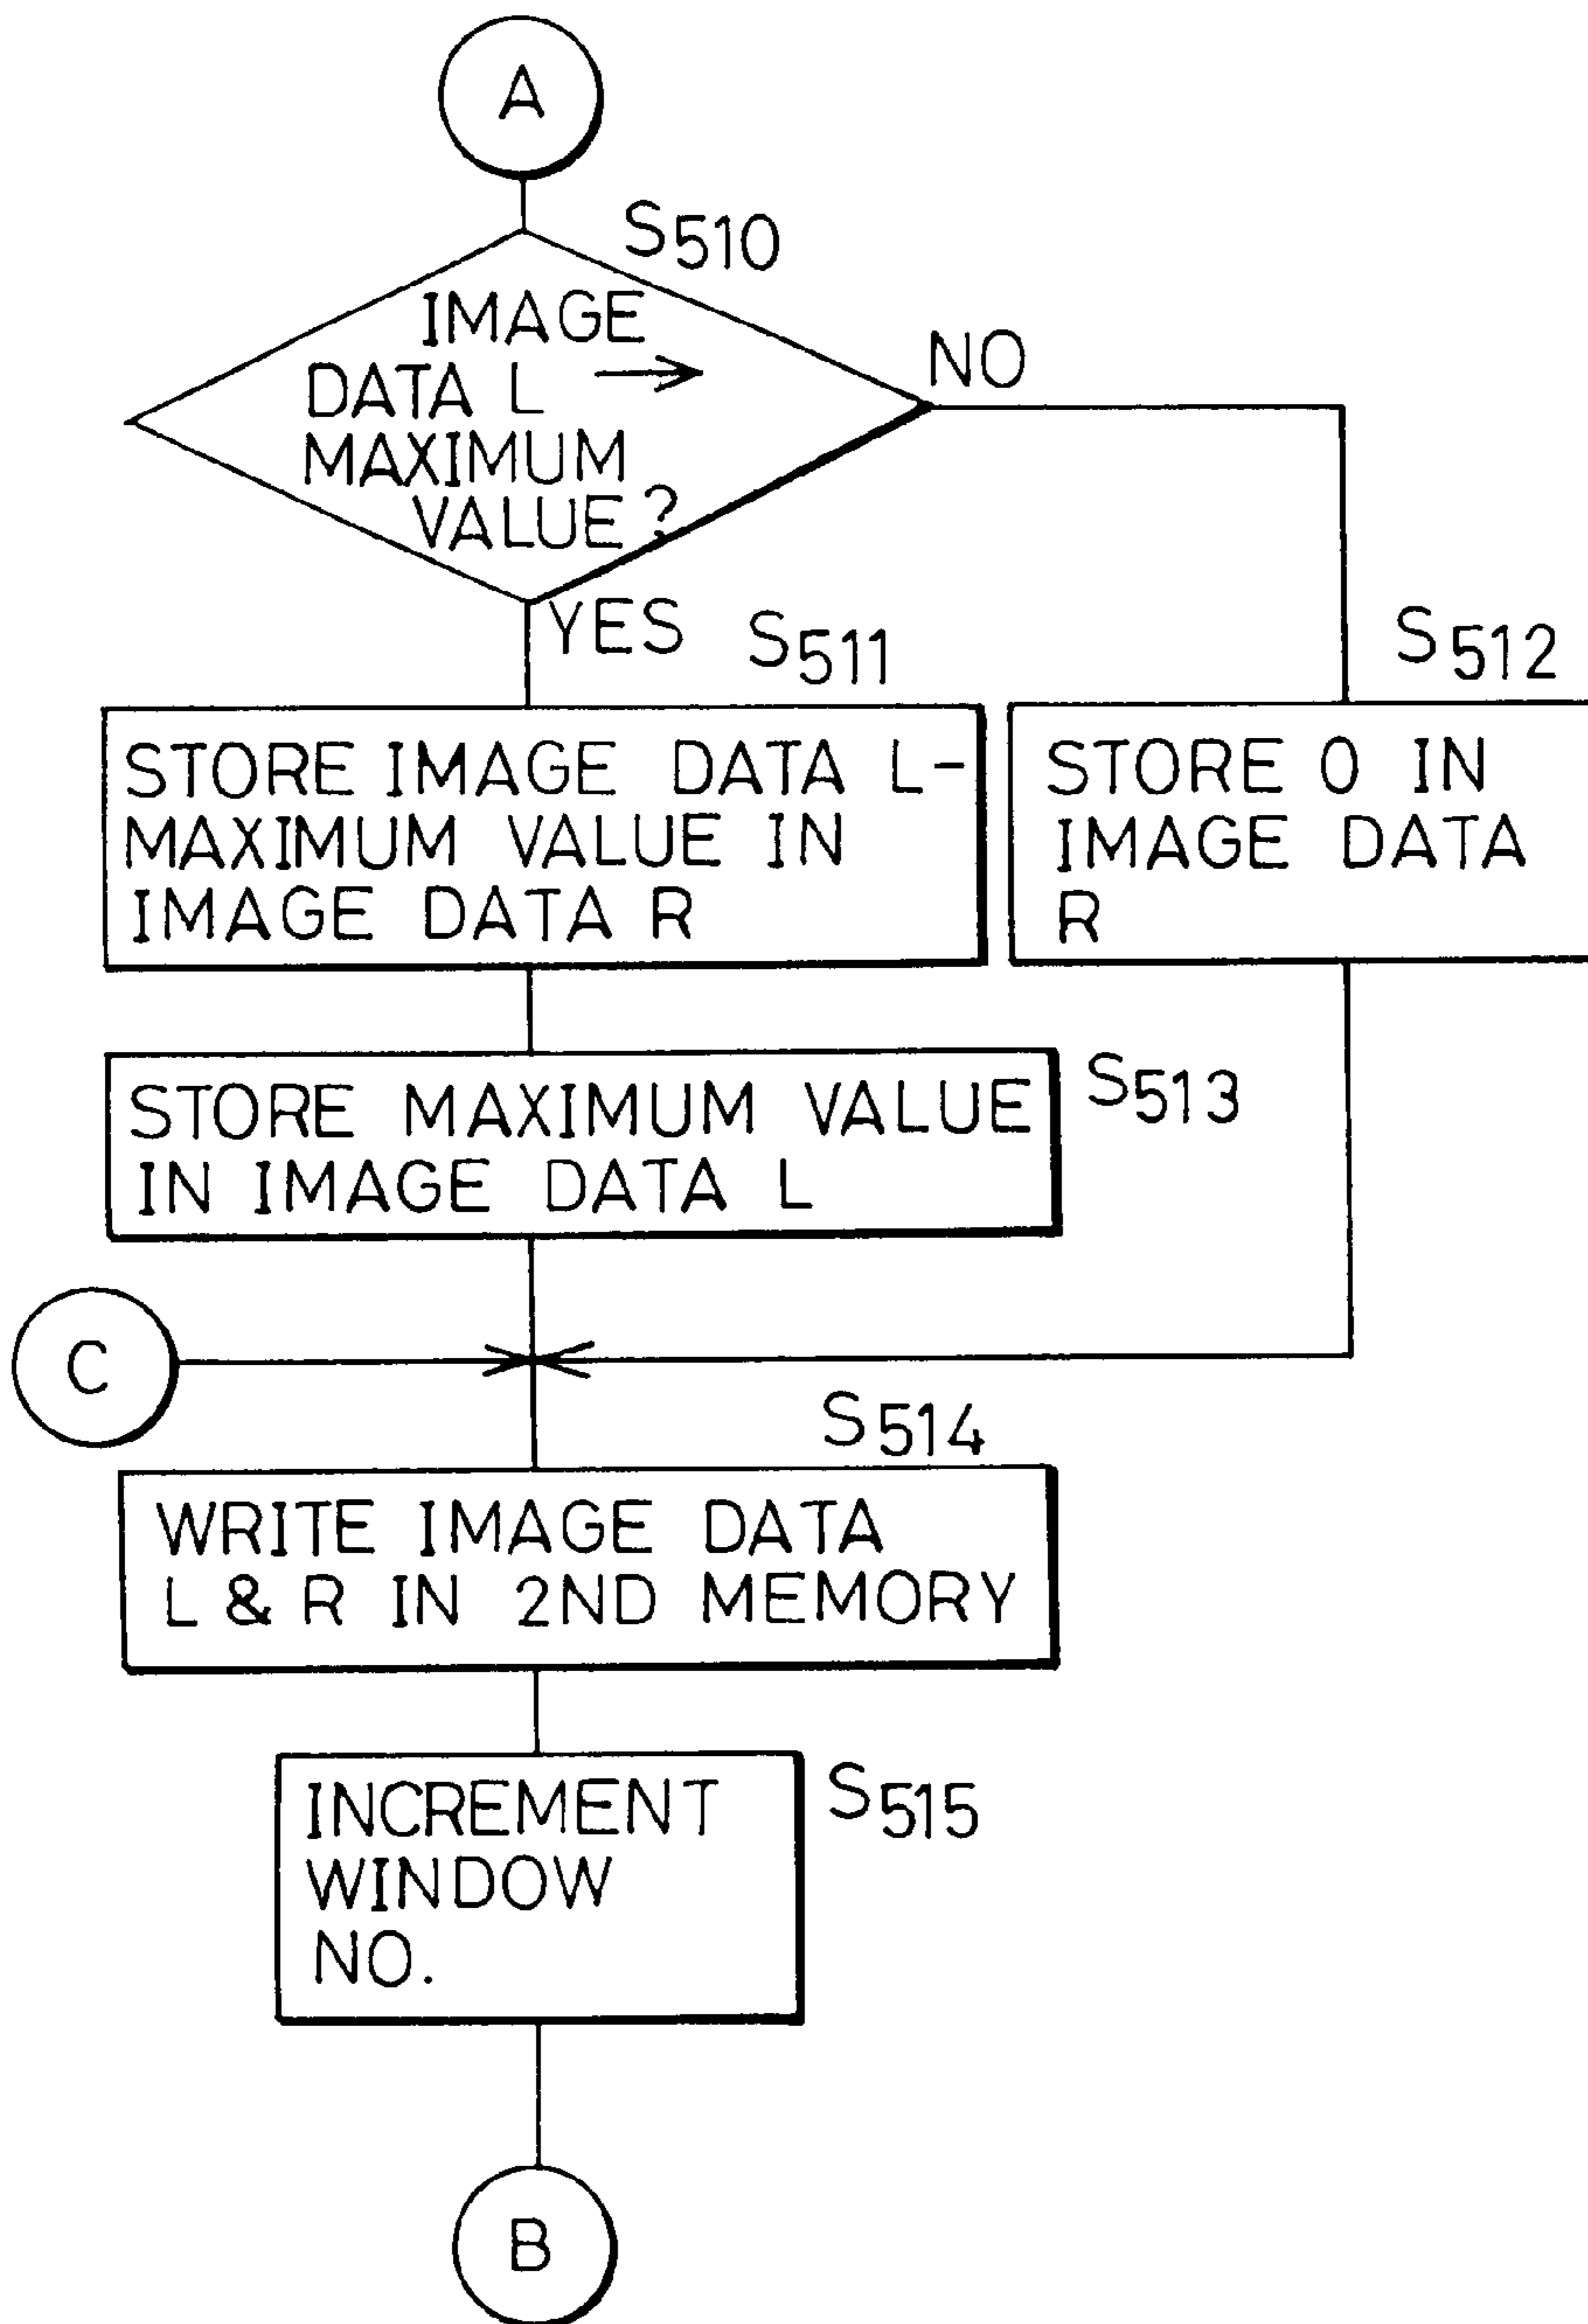 A
S510
IMAGE
DATA L →
MAXIMUM
VALUE?
NO
YES
S511
S512
STORE IMAGE DATA L-
MAXIMUM VALUE IN
IMAGE DATA R
STORE 0 IN
IMAGE DATA
R
STORE MAXIMUM VALUE
IN IMAGE DATA L
S513
C
S514
WRITE IMAGE DATA
L & R IN 2ND MEMORY
INCREMENT
WINDOW
NO.
S515
B